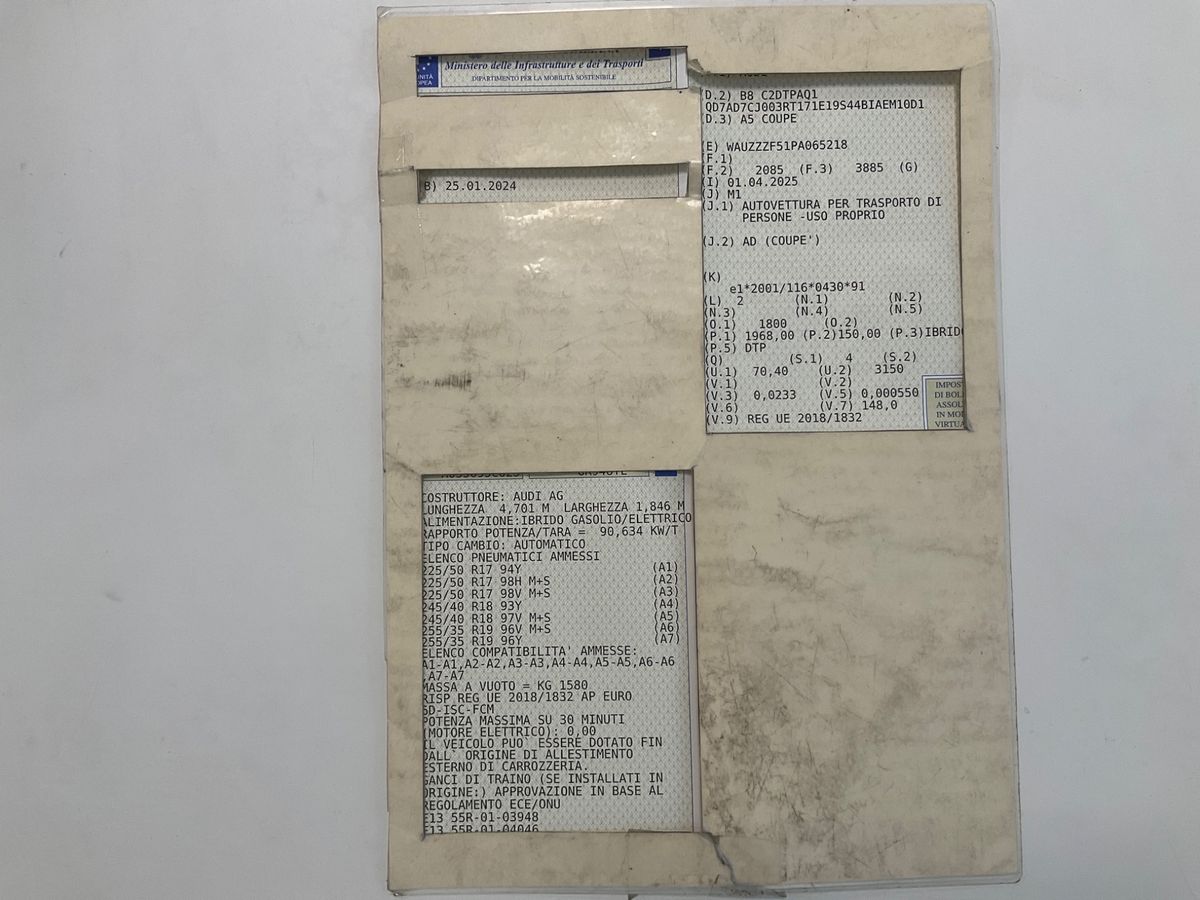 Ministero delle Infrastrutture e dei Trasporti
DIPARTIMENTO PER LA MOBILITÀ SOSTENIBILE
B) 25.01.2024
(D.2) B8 C2DTPAQ1
QD7AD7CJ003RT171E19S44BIAEM10D1
(D.3) A5 COUPE
(E) WAUZZZF51PA065218
(F.1)
(F.2) 2085 (F.3) 3885 (G)
(I) 01.04.2025
(J) M1
(J.1) AUTOVETTURA PER TRASPORTO DI
PERSONE -USO PROPRIO
(J.2) AD (COUPE')
(K)
e1*2001/116*0430*91
(L) 2 (N.1) (N.2)
(N.3) (N.4) (N.5)
(O.1) 1800 (O.2)
(P.1) 1968,00 (P.2)150,00 (P.3)IBRID
(P.5) DTP
(Q) (S.1) 4 (S.2)
(U.1) 70,40 (U.2) 3150
(V.1) (V.2)
(V.3) 0,0233 (V.5) 0,000550
(V.6) (V.7) 148,0
(V.9) REG UE 2018/1832
IMPOS
DI BOL
ASSOL
IN MO
VIRTUA
COSTRUTTORE: AUDI AG
LUNGHEZZA 4,701 M LARGHEZZA 1,846 M
ALIMENTAZIONE:IBRIDO GASOLIO/ELETTRICO
RAPPORTO POTENZA/TARA = 90,634 KW/T
TIPO CAMBIO: AUTOMATICO
ELENCO PNEUMATICI AMMESSI
225/50 R17 94Y (A1)
225/50 R17 98H M+S (A2)
225/50 R17 98V M+S (A3)
245/40 R18 93Y (A4)
245/40 R18 97V M+S (A5)
255/35 R19 96V M+S (A6)
255/35 R19 96Y (A7)
ELENCO COMPATIBILITA' AMMESSE:
A1-A1,A2-A2,A3-A3,A4-A4,A5-A5,A6-A6
,A7-A7
MASSA A VUOTO = KG 1580
RISP REG UE 2018/1832 AP EURO
6D-ISC-FCM
POTENZA MASSIMA SU 30 MINUTI
(MOTORE ELETTRICO): 0,00
IL VEICOLO PUO` ESSERE DOTATO FIN
DALL` ORIGINE DI ALLESTIMENTO
ESTERNO DI CARROZZERIA.
GANCI DI TRAINO (SE INSTALLATI IN
ORIGINE:) APPROVAZIONE IN BASE AL
REGOLAMENTO ECE/ONU
E13 55R-01-03948
E13 55R-01-04046